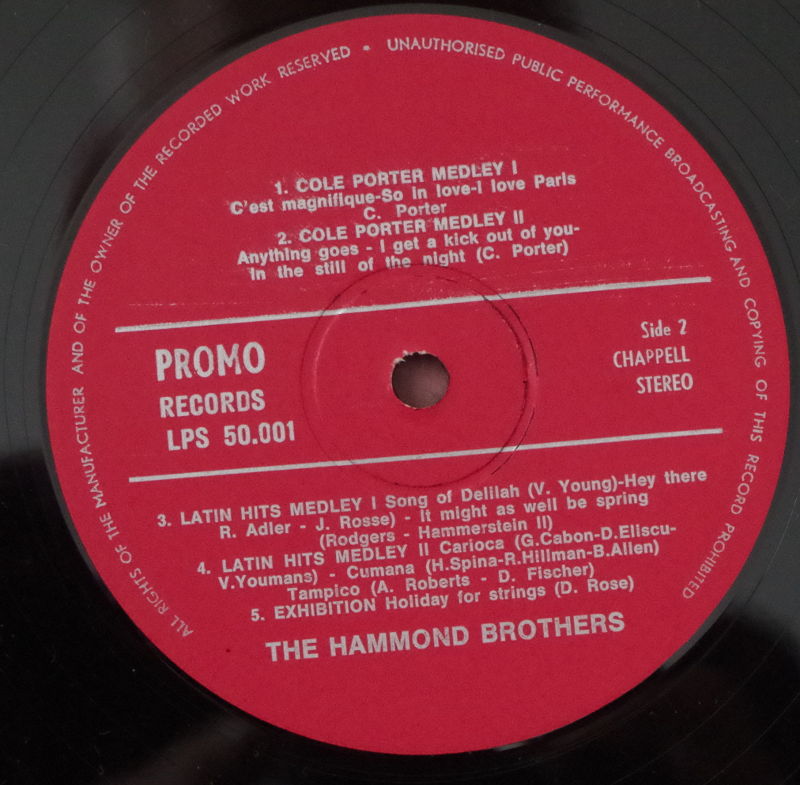 ALL RIGHTS OF THE MANUFACTURER AND OF THE OWNER OF THE RECORDED WORK RESERVED • UNAUTHORISED PUBLIC PERFORMANCE BROADCASTING AND COPYING OF THIS RECORD PROHIBITED
1. COLE PORTER MEDLEY I
C'est magnifique-So in love-I love Paris
C. Porter
2. COLE PORTER MEDLEY II
Anything goes - I get a kick out of you-
In the still of the night (C. Porter)
PROMO
RECORDS
LPS 50.001
Side 2
CHAPPELL
STEREO
3. LATIN HITS MEDLEY I Song of Delilah (V. Young)-Hey there
R. Adler - J. Rosse) - It might as well be spring
(Rodgers - Hammerstein II)
4. LATIN HITS MEDLEY II Carioca (G.Cabon-D.Eliscu-
V.Youmans) - Cumana (H.Spina-R.Hillman-B.Allen)
Tampico (A. Roberts - D. Fischer)
5. EXHIBITION Holiday for strings (D. Rose)
THE HAMMOND BROTHERS